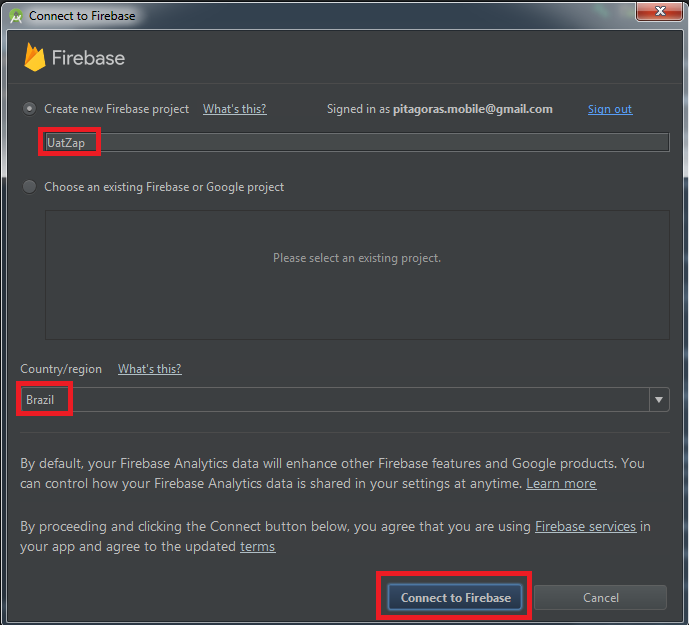 Connect to Firebase
Firebase
Create new Firebase project What's this? Signed in as pitagoras.mobile@gmail.com Sign out
UatZap
Choose an existing Firebase or Google project
Please select an existing project.
Country/region What's this?
Brazil
By default, your Firebase Analytics data will enhance other Firebase features and Google products. You
can control how your Firebase Analytics data is shared in your settings at anytime. Learn more
By proceeding and clicking the Connect button below, you agree that you are using Firebase services in
your app and agree to the updated terms
Connect to Firebase Cancel